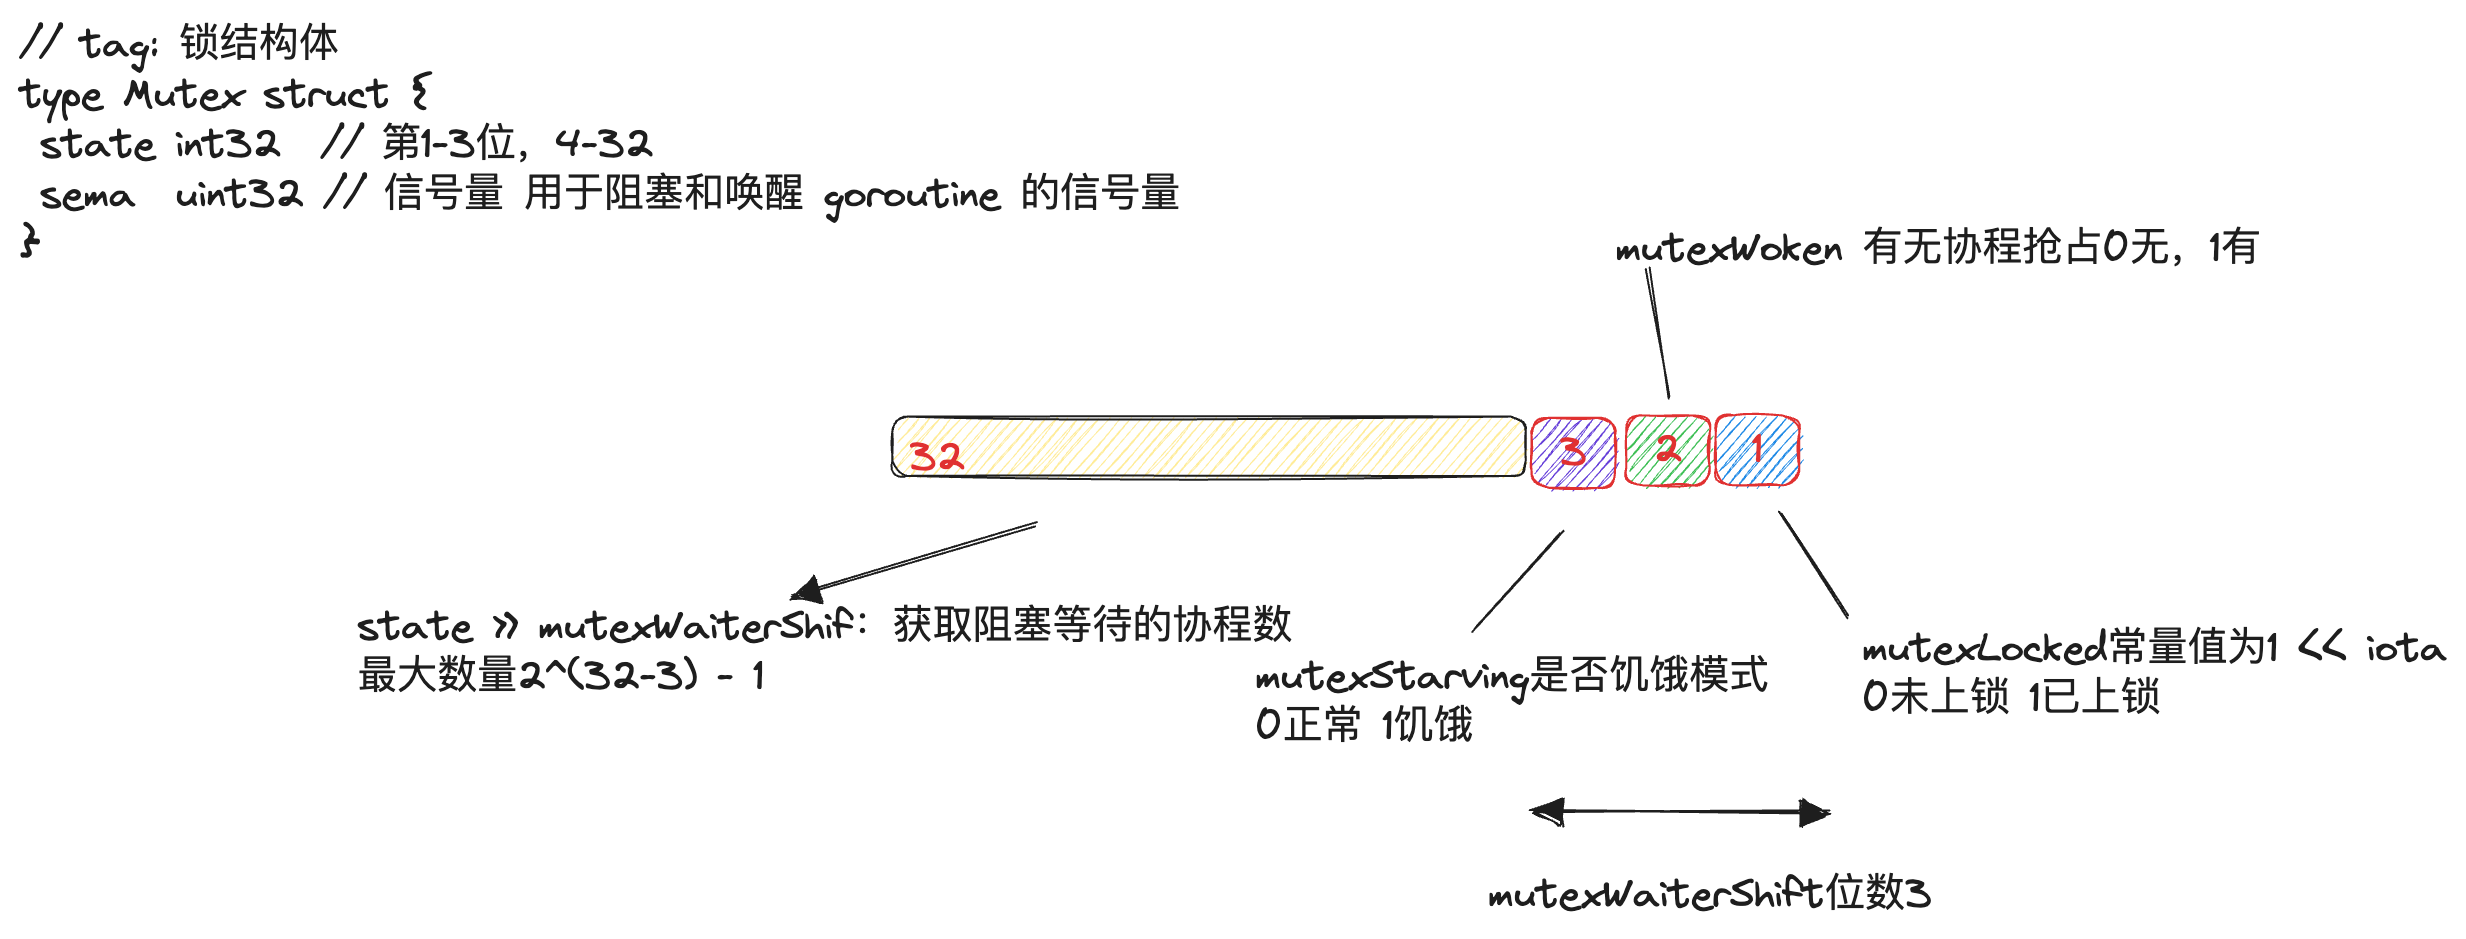 // tag: 锁结构体
type Mutex struct {
state int32 // 第1-3位，4-32
sema uint32 // 信号量 用于阻塞和唤醒 goroutine 的信号量
}
mutexWoken 有无协程抢占0无，1有
32
3
2
1
state >> mutexWaiterShif：获取阻塞等待的协程数
最大数量2^(32-3) - 1
mutexStarving是否饥饿模式
0正常 1饥饿
mutexLocked常量值为1 << iota
0未上锁 1已上锁
mutexWaiterShift位数3